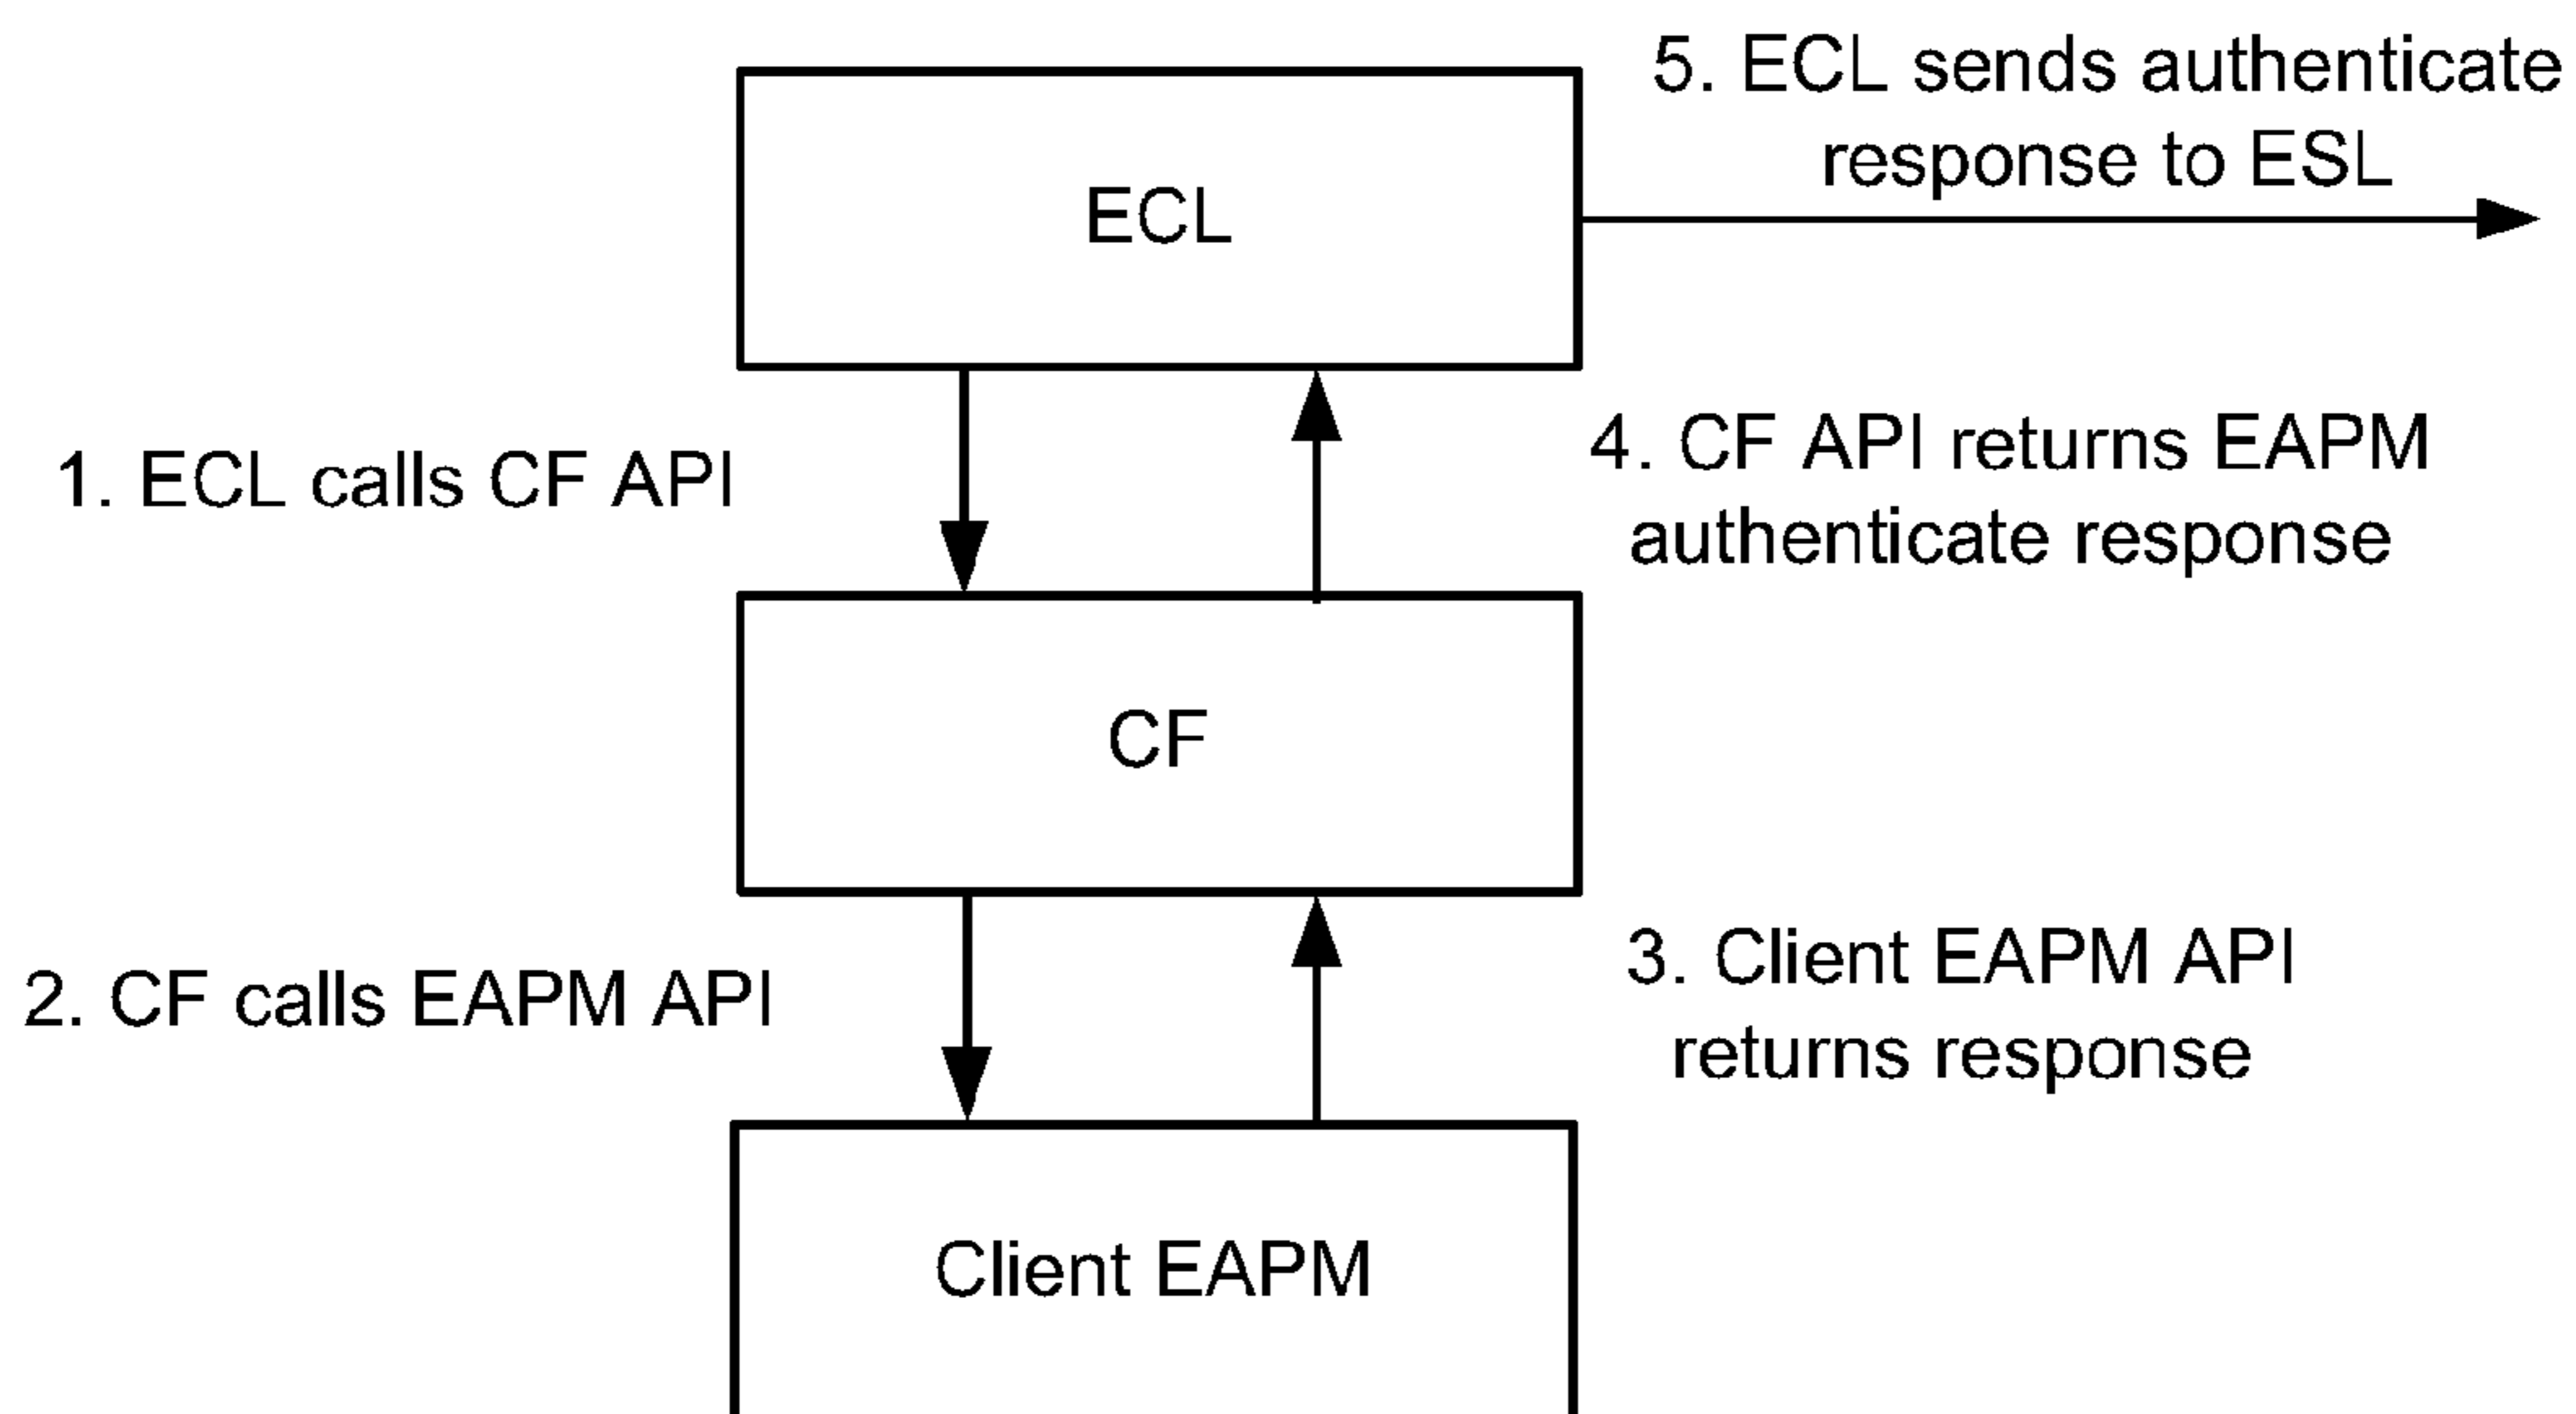 5. ECL sends authenticate
response to ESL
ECL
1. ECL calls CF API
4. CF API returns EAPM
authenticate response
CF
2. CF calls EAPM API
3. Client EAPM API
returns response
Client EAPM